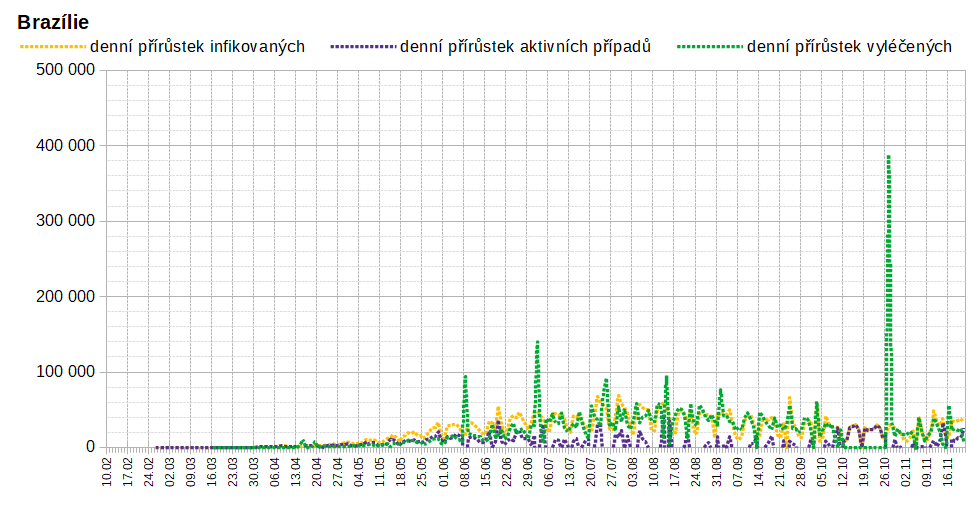 Brazílie
denní přírůstek infikovaných denní přírůstek aktivních případů denní přírůstek vyléčených
500 000
400 000
300 000
200 000
100 000
0
10.02 17.02 24.02 02.03 09.03 16.03 23.03 30.03 06.04 13.04 20.04 27.04 04.05 11.05 18.05 25.05 01.06 08.06 15.06 22.06 29.06 06.07 13.07 20.07 27.07 03.08 10.08 17.08 24.08 31.08 07.09 14.09 21.09 28.09 05.10 12.10 19.10 26.10 02.11 09.11 16.11